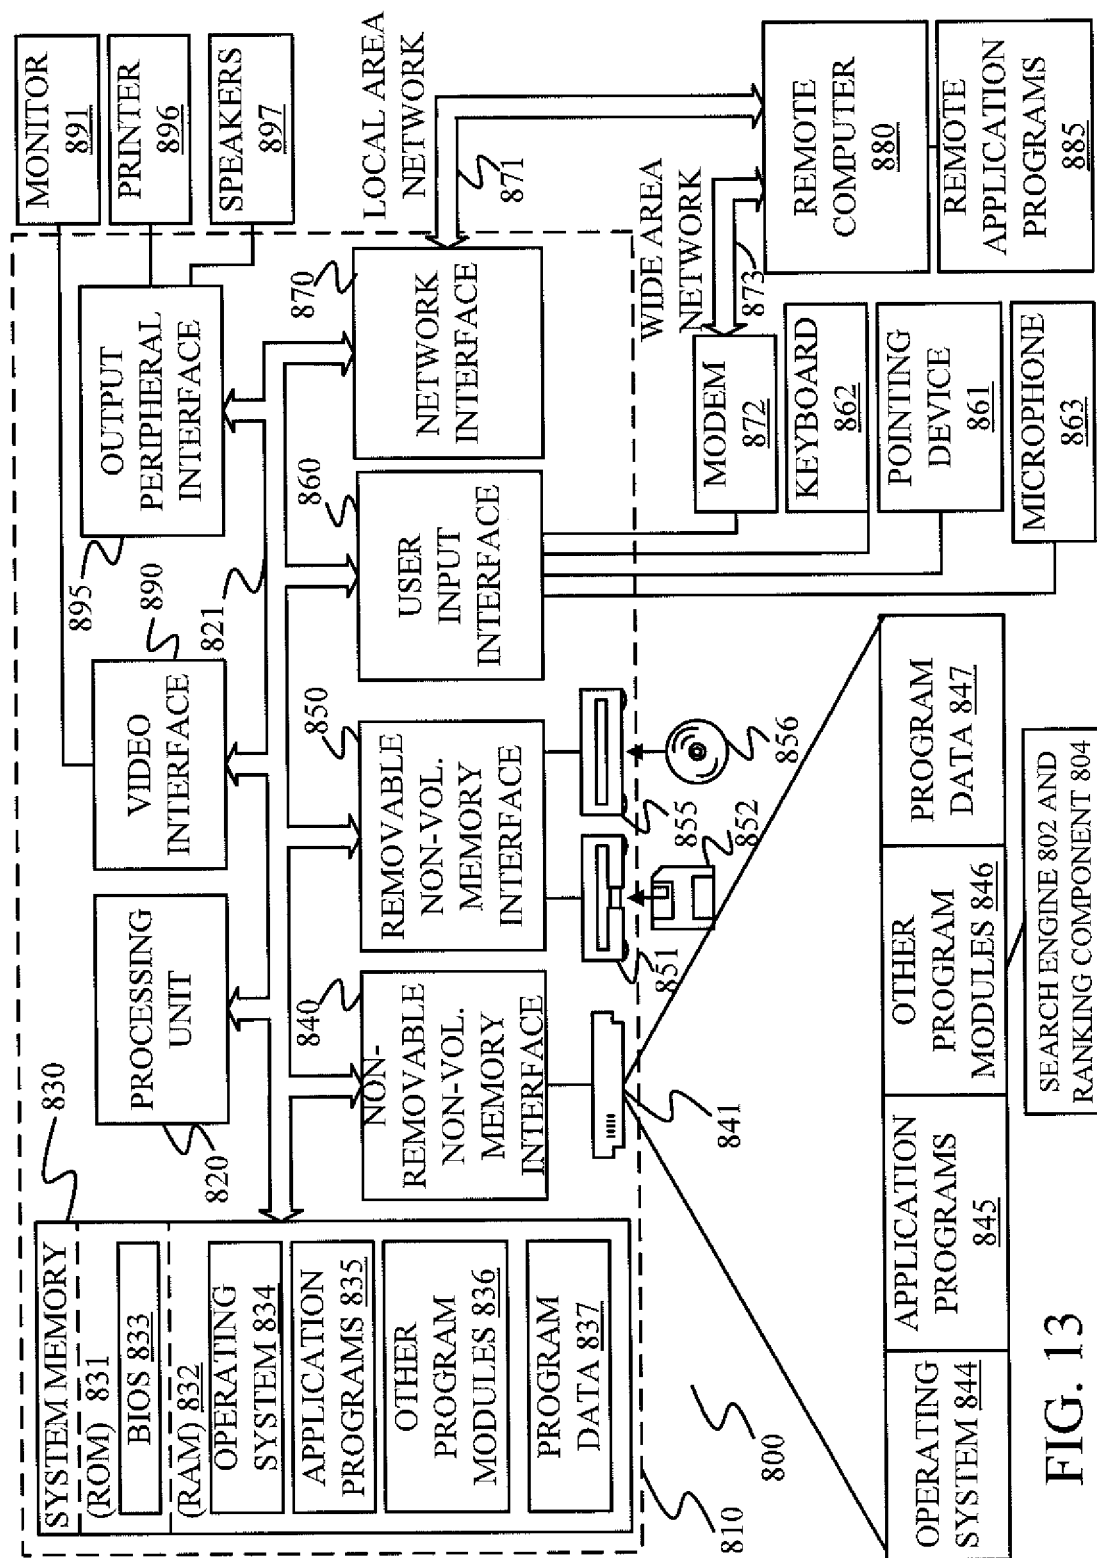 SYSTEM MEMORY
(ROM) 831
BIOS 833
(RAM) 832
OPERATING
SYSTEM 834
APPLICATION
PROGRAMS 835
OTHER
PROGRAM
MODULES 836
PROGRAM
DATA 837
830
820
PROCESSING
UNIT
VIDEO
INTERFACE
890
821
895
OUTPUT
PERIPHERAL
INTERFACE
MONITOR
891
PRINTER
896
SPEAKERS
897
840
NON-
REMOVABLE
NON-VOL.
MEMORY
INTERFACE
850
REMOVABLE
NON-VOL.
MEMORY
INTERFACE
860
USER
INPUT
INTERFACE
870
NETWORK
INTERFACE
LOCAL AREA
NETWORK
871
810
800
841
851
852
855
856
WIDE AREA
NETWORK
873
MODEM
872
KEYBOARD
862
POINTING
DEVICE
861
MICROPHONE
863
REMOTE
COMPUTER
880
REMOTE
APPLICATION
PROGRAMS
885
OPERATING
SYSTEM 844
APPLICATION
PROGRAMS
845
OTHER
PROGRAM
MODULES 846
PROGRAM
DATA 847
SEARCH ENGINE 802 AND
RANKING COMPONENT 804
FIG. 13